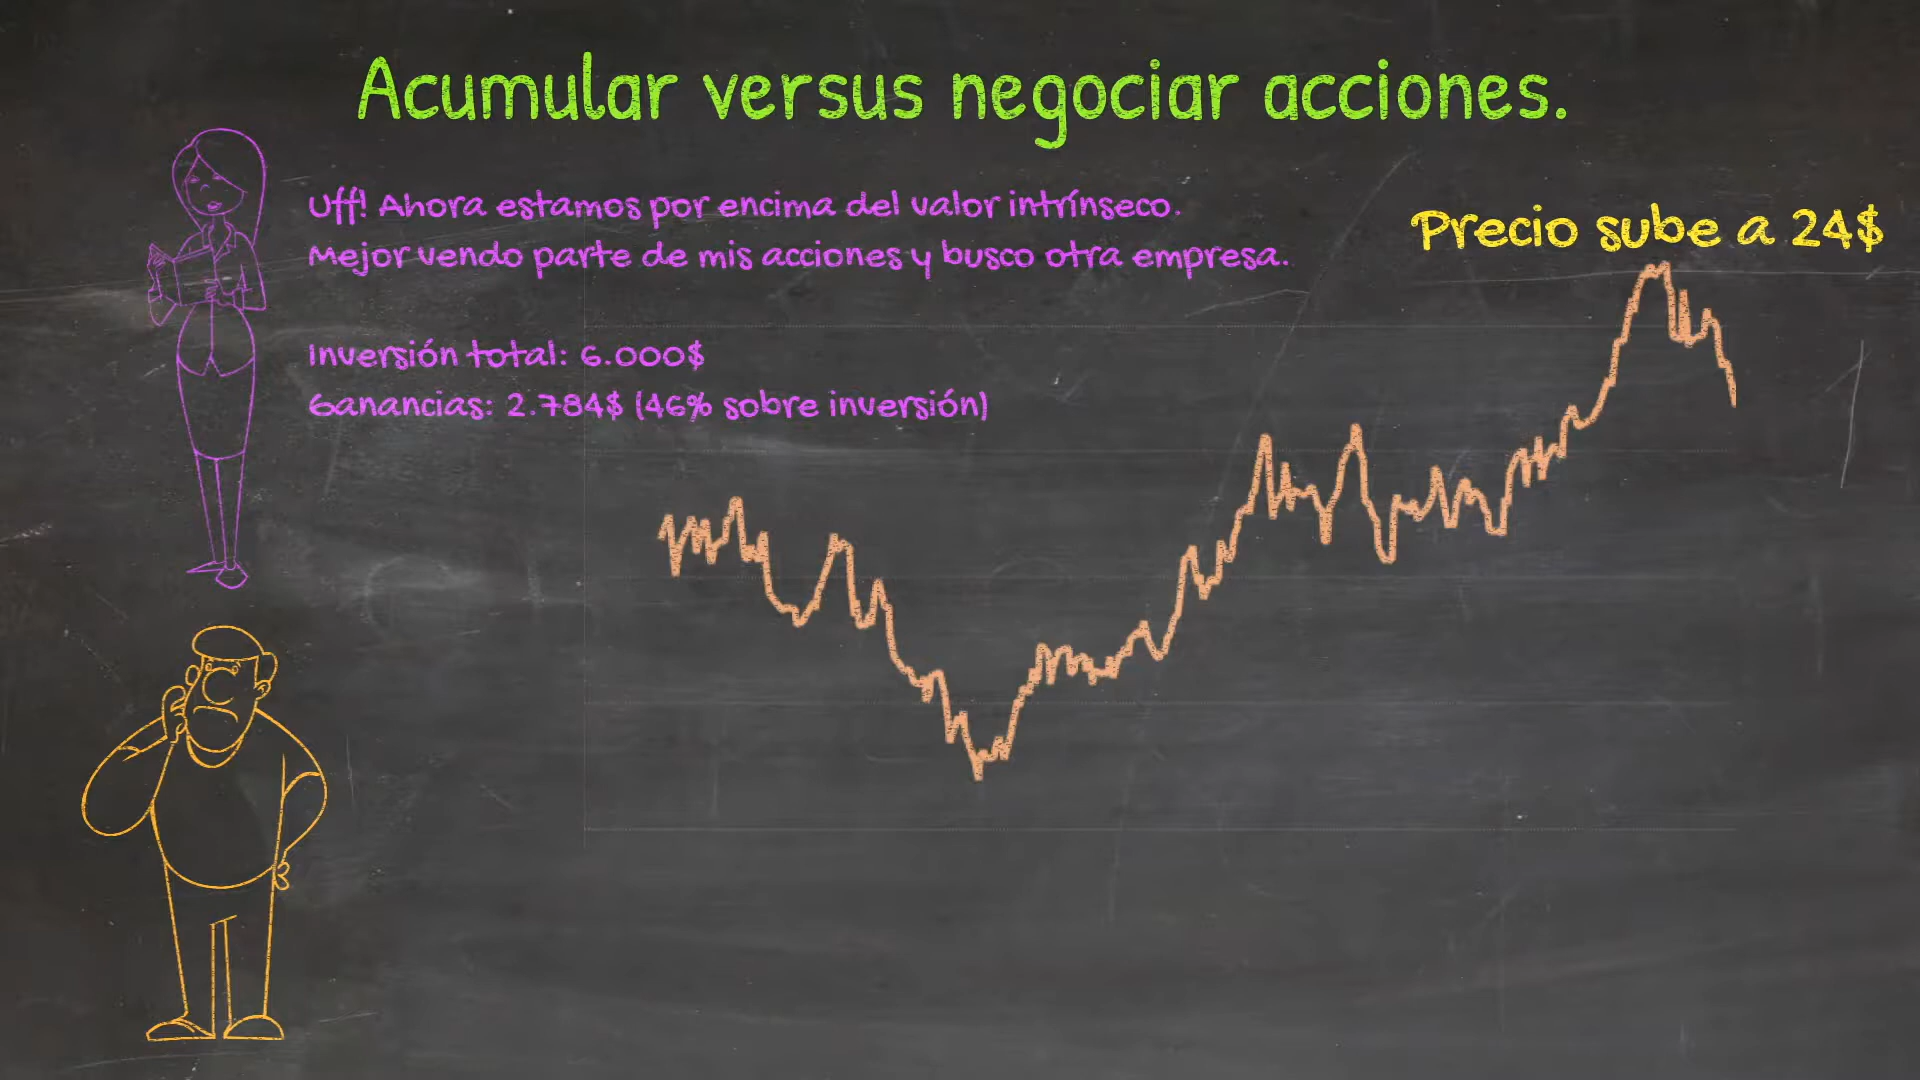 Acumular versus negociar acciones.
Uff! Ahora estamos por encima del valor intrínseco.
Mejor vendo parte de mis acciones y busco otra empresa.
Precio sube a 24$
Inversión total: 6.000$
Ganancias: 2.784$ (46% sobre inversión)